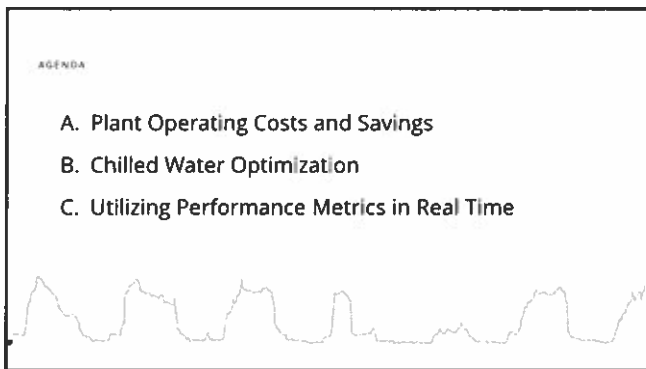 AGENDA
A. Plant Operating Costs and Savings
B. Chilled Water Optimization
C. Utilizing Performance Metrics in Real Time